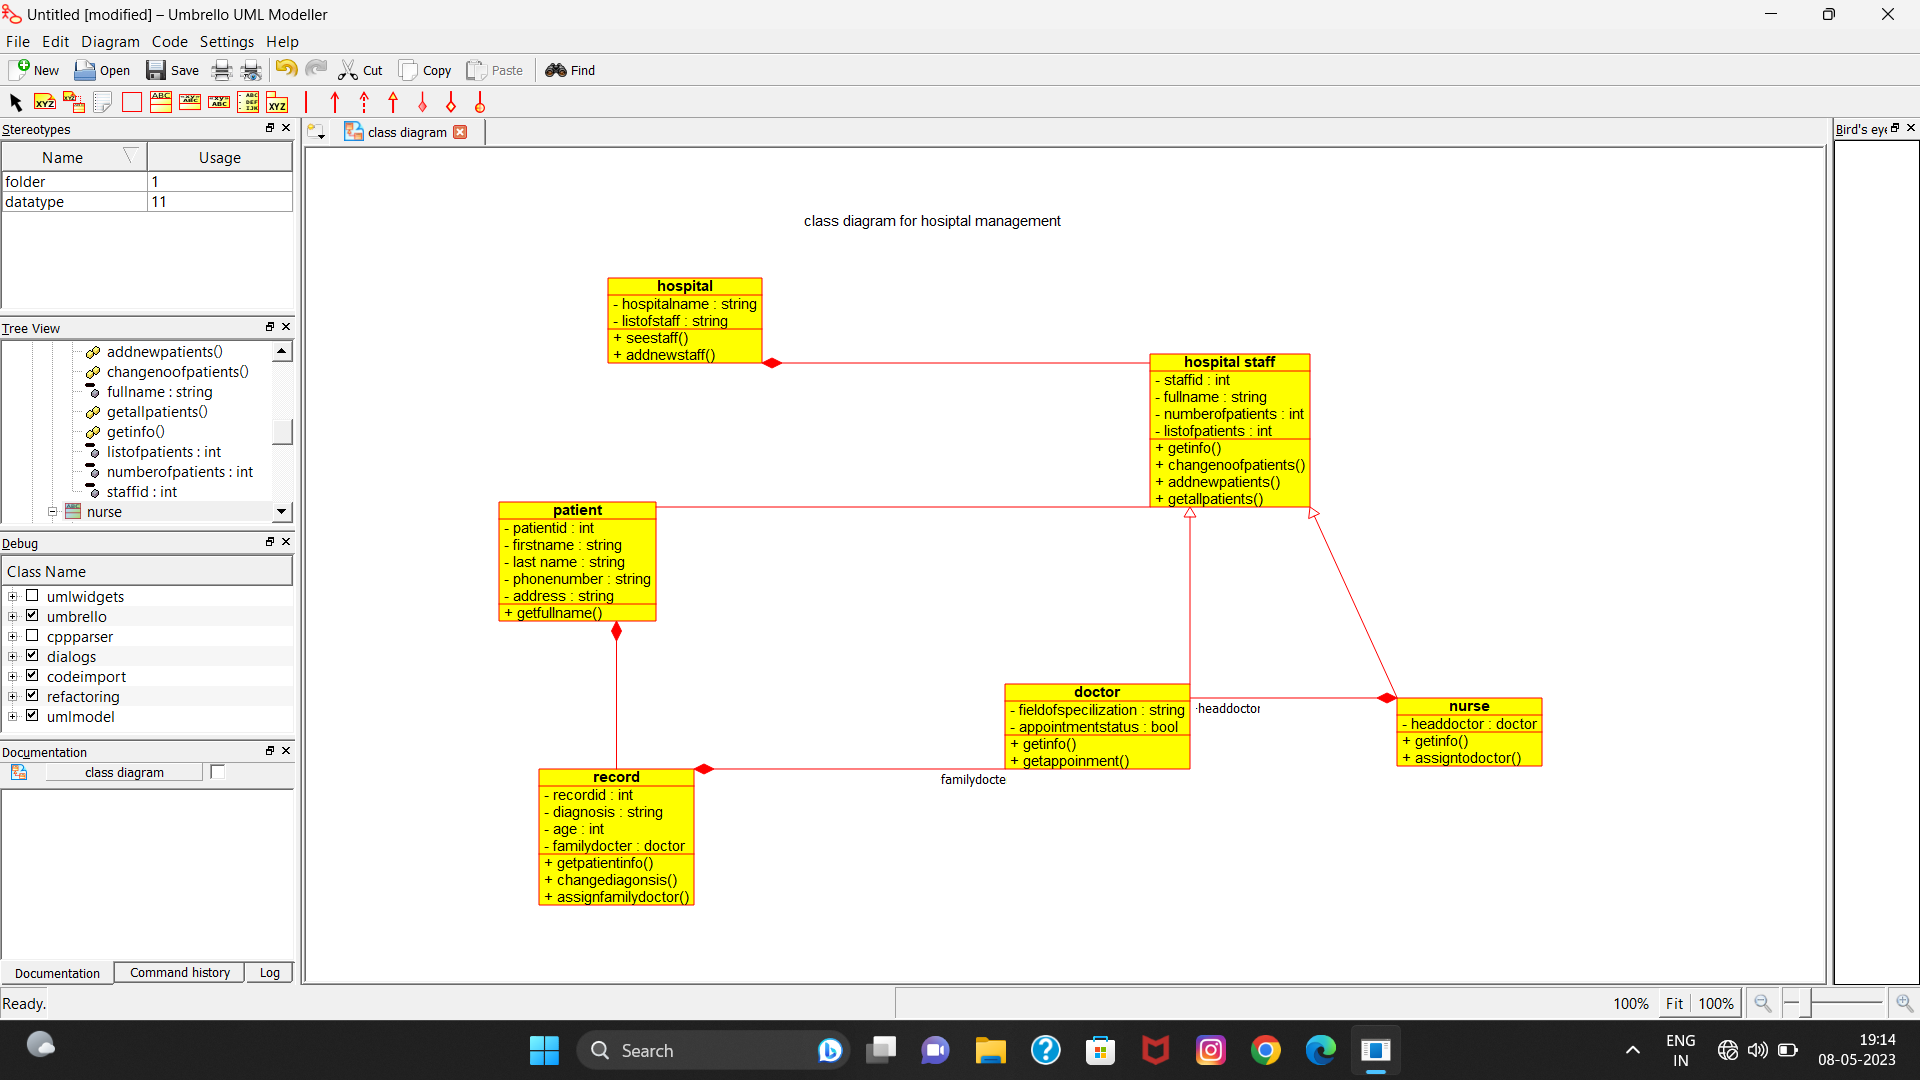 Untitled [modified] – Umbrello UML Modeller
File Edit Diagram Code Settings Help
New Open Save Cut Copy Paste Find
Stereotypes
Name Usage
folder 1
datatype 11
Tree View
addnewpatients()
changenoofpatients()
fullname : string
getallpatients()
getinfo()
listofpatients : int
numberofpatients : int
staffid : int
nurse
Debug
Class Name
umlwidgets
umbrello
cppparser
dialogs
codeimport
refactoring
umlmodel
Documentation
class diagram
Documentation Command history Log
Ready.
class diagram
class diagram for hosiptal management
hospital
- hospitalname : string
- listofstaff : string
+ seestaff()
+ addnewstaff()
hospital staff
- staffid : int
- fullname : string
- numberofpatients : int
- listofpatients : int
+ getinfo()
+ changenoofpatients()
+ addnewpatients()
+ getallpatients()
patient
- patientid : int
- firstname : string
- last name : string
- phonenumber : string
- address : string
+ getfullname()
doctor
- fieldofspecilization : string
- appointmentstatus : bool
+ getinfo()
+ getappoinment()
-headdoctor
nurse
- headdoctor : doctor
+ getinfo()
+ assigntodoctor()
familydocte
record
- recordid : int
- diagnosis : string
- age : int
- familydocter : doctor
+ getpatientinfo()
+ changediagonsis()
+ assignfamilydoctor()
Bird's eye
100% Fit 100%
Search
ENG
IN
19:14
08-05-2023